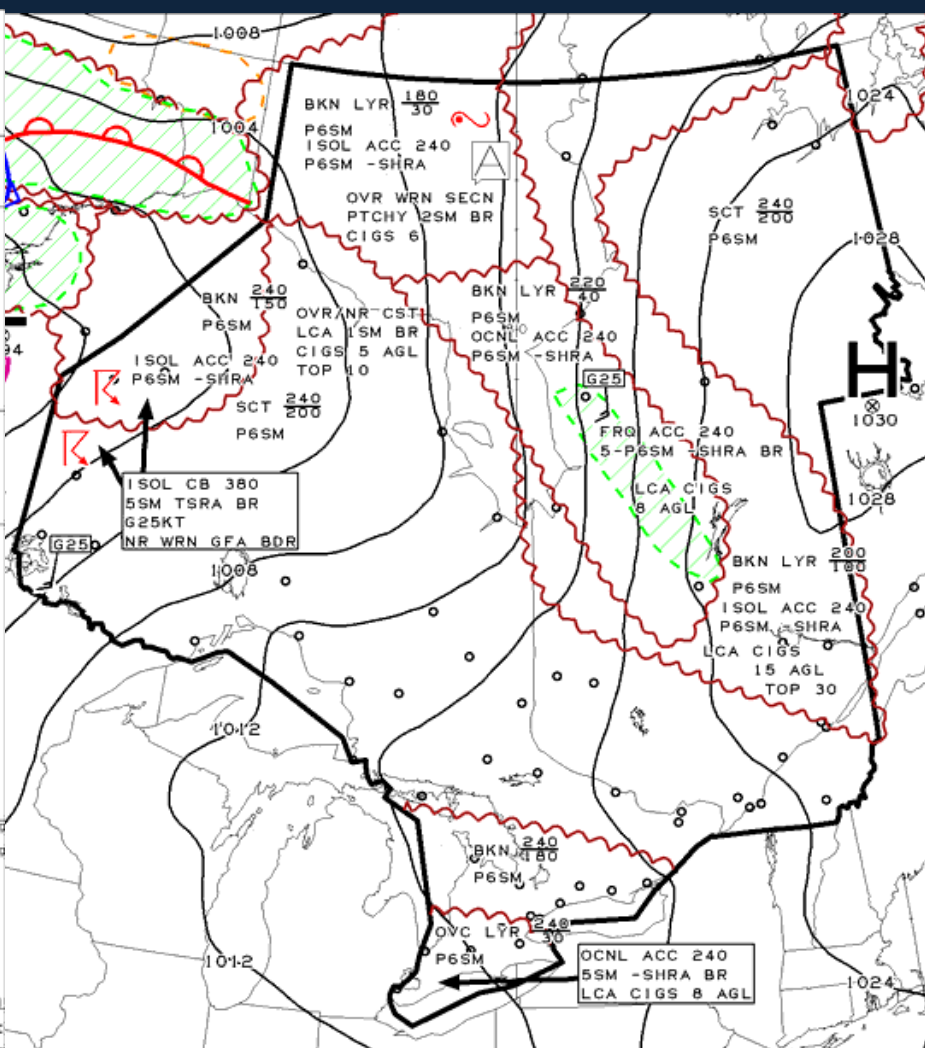 1008
BKN LYR 180
30
P6SM
ISOL ACC 240
P6SM -SHRA
1024
1004
A
OVR WRN SECN
PTCHY 2SM BR
CIGS 6
SCT 240
200
P6SM
1028
BKN 240
150
P6SM
OVR/NR CST
LCA 1SM BR
CIGS 5 AGL
TOP 10
BKN LYR 220
40
P6SM
OCNL ACC 240
P6SM -SHRA
94
ISOL ACC 240
P6SM -SHRA
G25
H
1030
SCT 240
200
P6SM
FRQ ACC 240
5-P6SM -SHRA BR
LCA CIGS
8 AGL
1028
ISOL CB 380
5SM TSRA BR
G25KT
NR WRN GFA BDR
G25
1008
BKN LYR 200
100
P6SM
ISOL ACC 240
P6SM -SHRA
LCA CIGS
15 AGL
TOP 30
1012
BKN 240
180
P6SM
OVC LYR 240
30
P6SM
1012
OCNL ACC 240
5SM -SHRA BR
LCA CIGS 8 AGL
1024